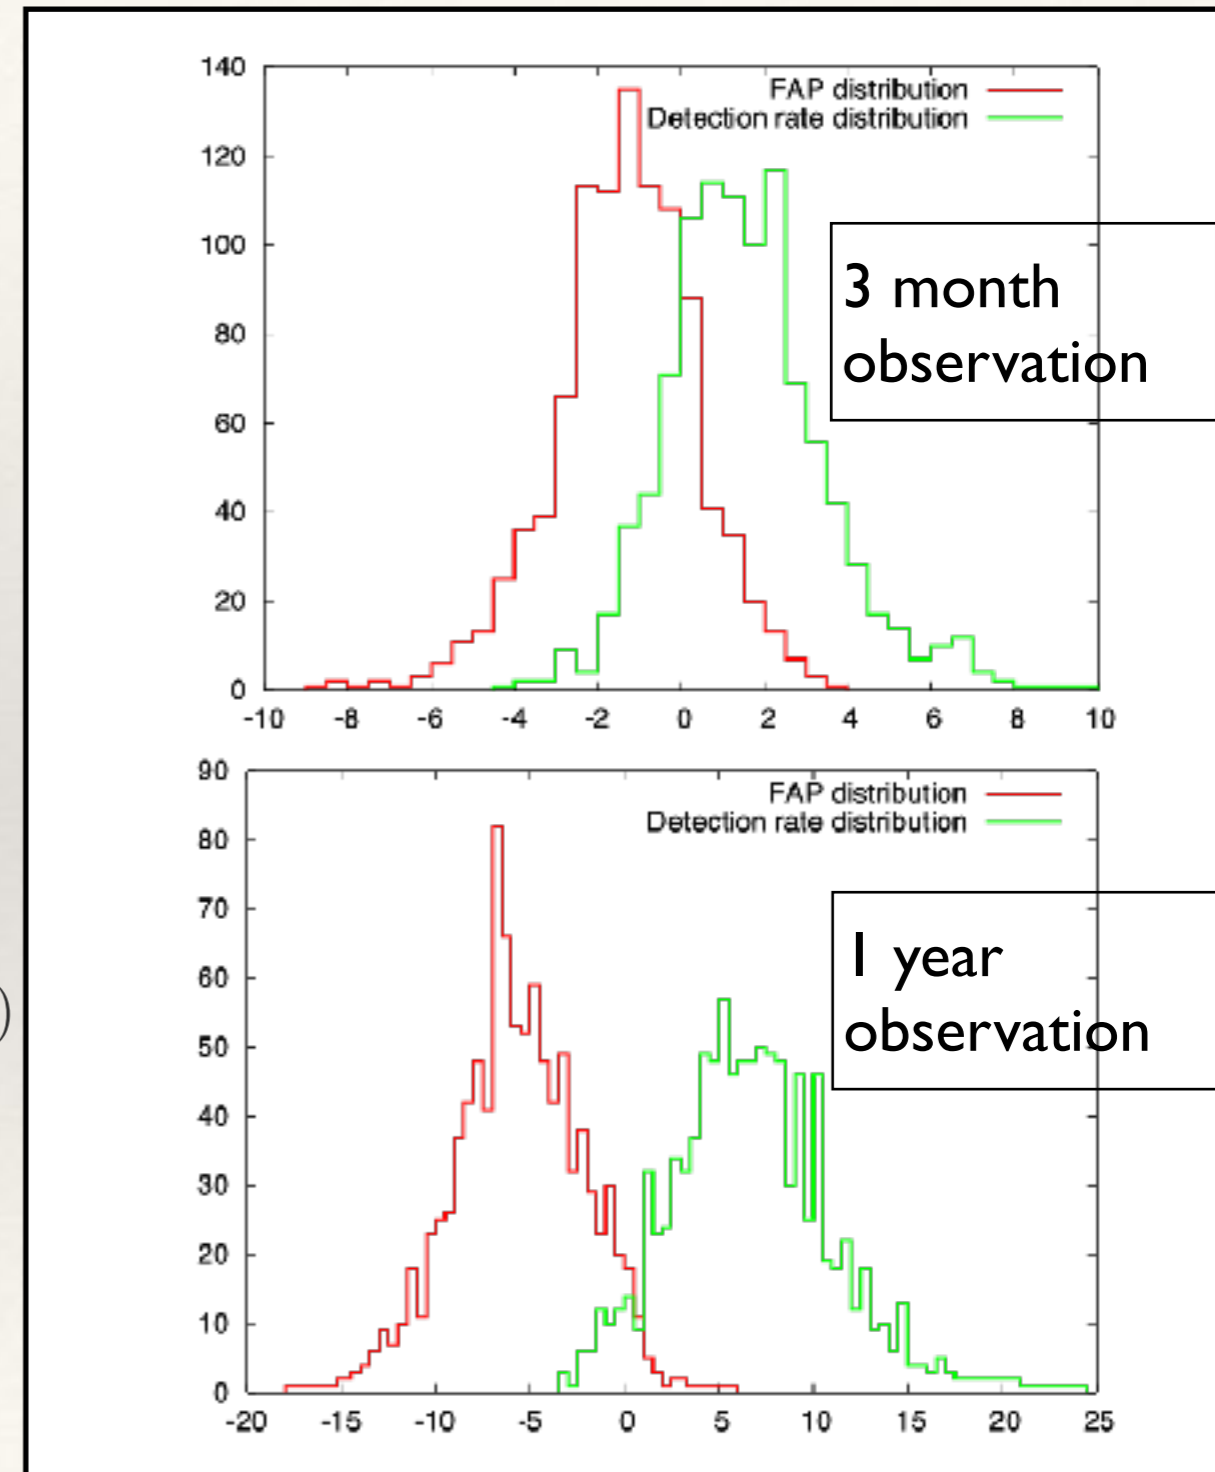 140
120
100
80
60
40
20
0
-10 -8 -6 -4 -2 0 2 4 6 8 10
FAP distribution
Detection rate distribution
3 month
observation
90
80
70
60
50
40
30
20
10
0
-20 -15 -10 -5 0 5 10 15 20 25
FAP distribution
Detection rate distribution
1 year
observation
)